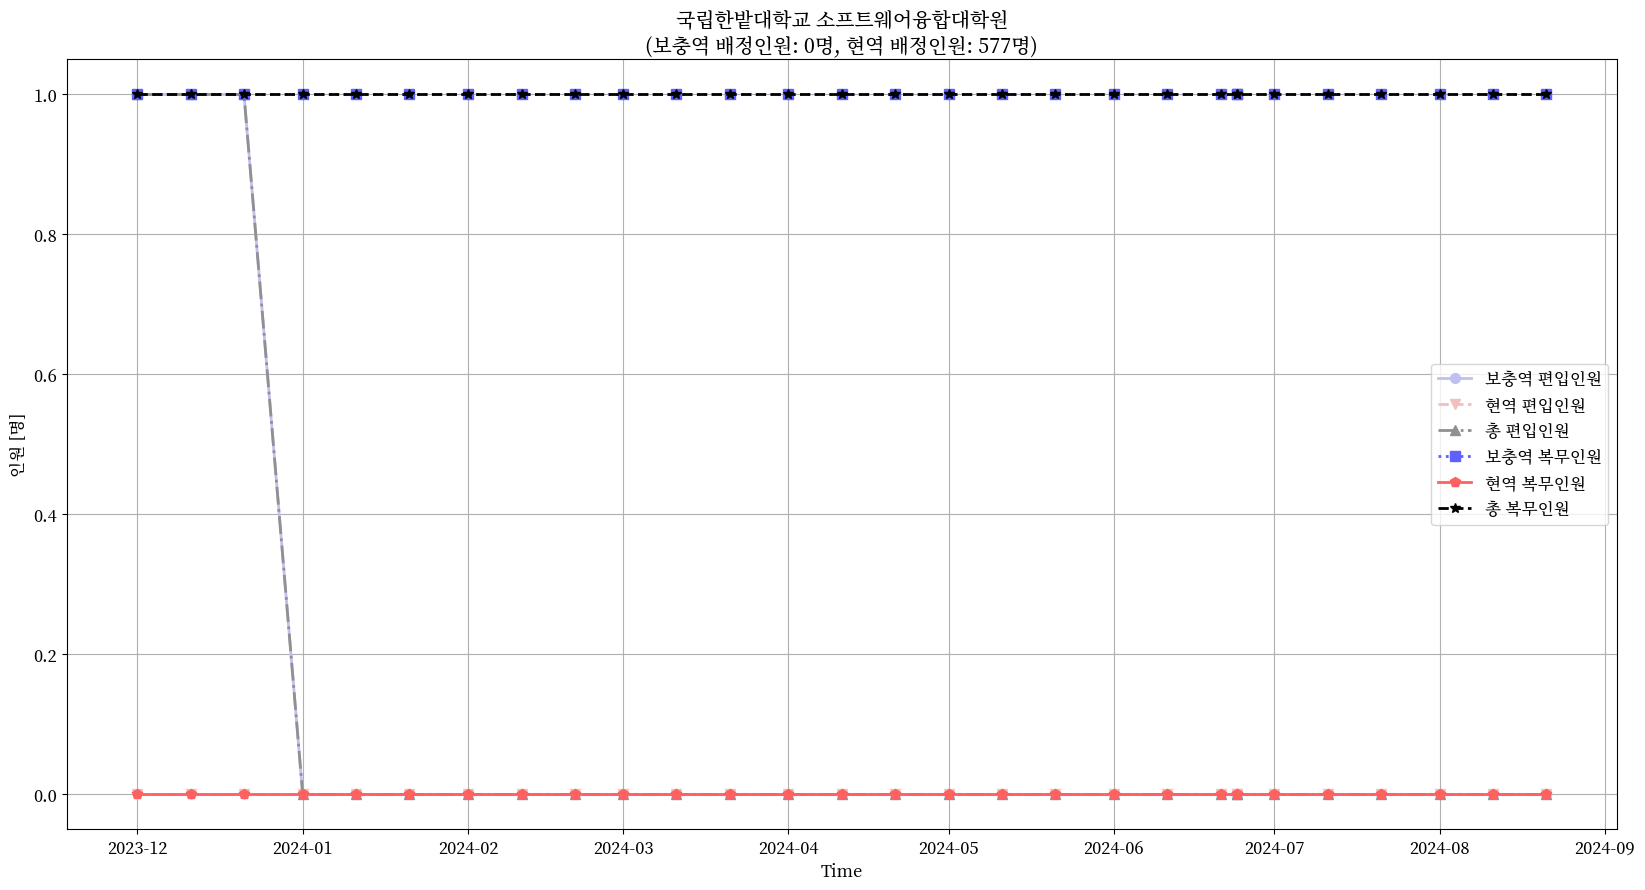 국립한밭대학교 소프트웨어융합대학원
(보충역 배정인원: 0명, 현역 배정인원: 577명)
인원 [명]
1.0
0.8
0.6
0.4
0.2
0.0
보충역 편입인원
현역 편입인원
총 편입인원
보충역 복무인원
현역 복무인원
총 복무인원
2023-12 2024-01 2024-02 2024-03 2024-04 2024-05 2024-06 2024-07 2024-08 2024-09
Time